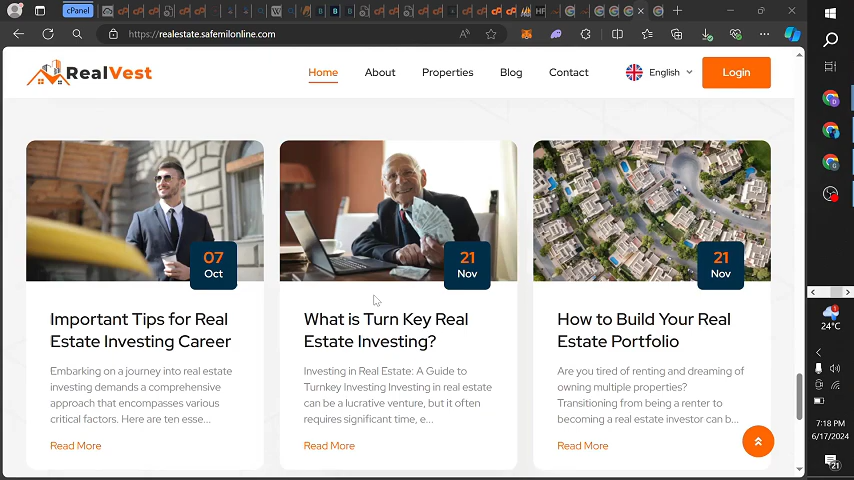 cPanel
HF
https://realestate.safemilonline.com
RealVest
Home
About
Properties
Blog
Contact
English
Login
07
Oct
21
Nov
21
Nov
Important Tips for Real
Estate Investing Career
Embarking on a journey into real estate
investing demands a comprehensive
approach that encompasses various
critical factors. Here are ten esse...
Read More
What is Turn Key Real
Estate Investing?
Investing in Real Estate: A Guide to
Turnkey Investing Investing in real estate
can be a lucrative venture, but it often
requires significant time, e...
Read More
How to Build Your Real
Estate Portfolio
Are you tired of renting and dreaming of
owning multiple properties?
Transitioning from being a renter to
becoming a real estate investor can b...
Read More
24°C
7:18 PM
6/17/2024
21